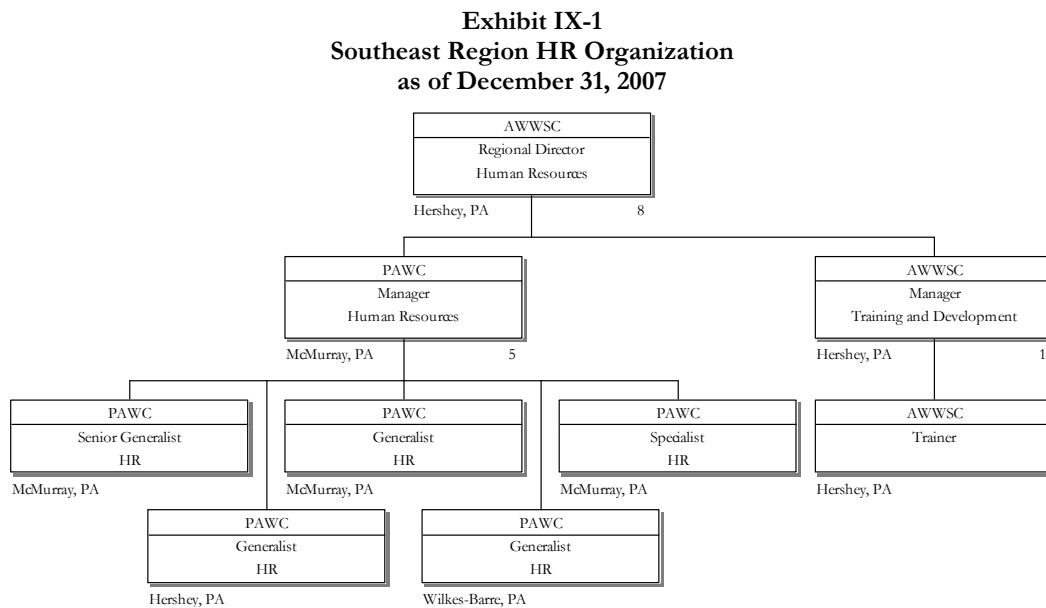 Exhibit IX-1
Southeast Region HR Organization
as of December 31, 2007
AWWSC
Regional Director
Human Resources
Hershey, PA 8
PAWC
Manager
Human Resources
McMurray, PA 5
AWWSC
Manager
Training and Development
Hershey, PA 1
PAWC
Senior Generalist
HR
McMurray, PA
PAWC
Generalist
HR
McMurray, PA
PAWC
Specialist
HR
McMurray, PA
AWWSC
Trainer
Hershey, PA
PAWC
Generalist
HR
Hershey, PA
PAWC
Generalist
HR
Wilkes-Barre, PA